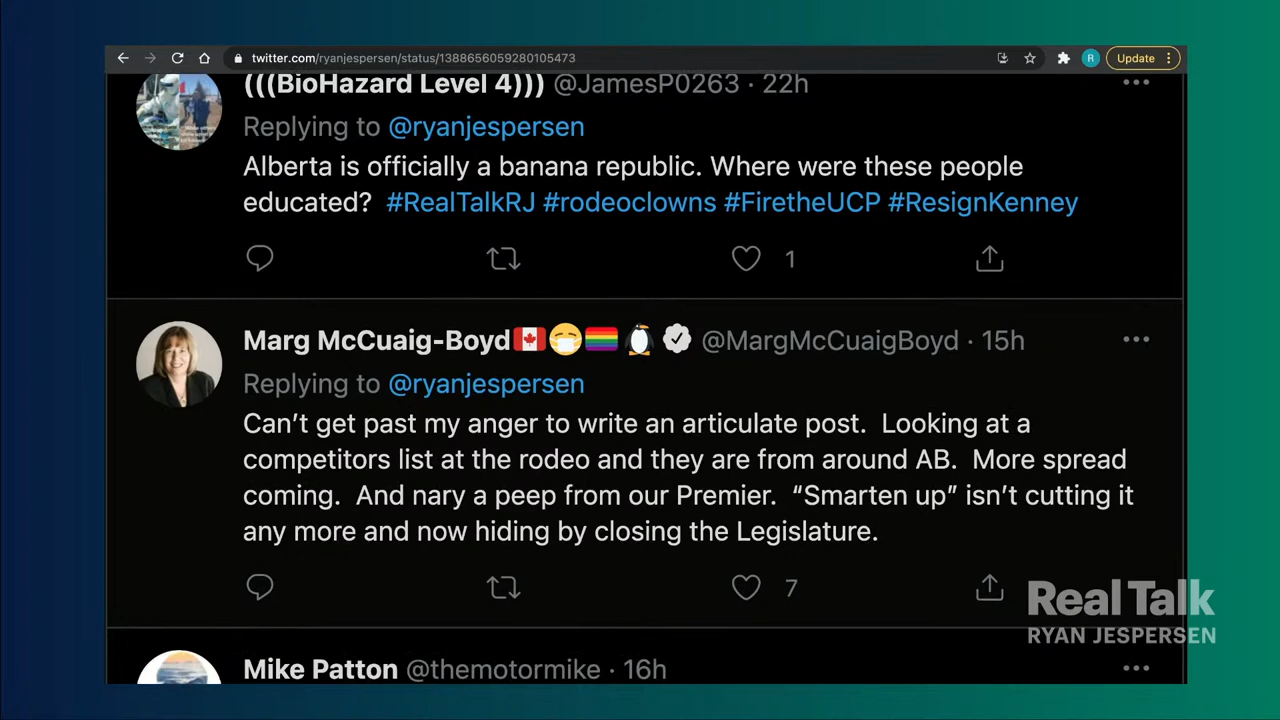 twitter.com/ryanjespersen/status/1388656059280105473
R
Update
(((BioHazard Level 4))) @JamesP0263 · 22h
Replying to @ryanjespersen
Alberta is officially a banana republic. Where were these people
educated? #RealTalkRJ #rodeoclowns #FiretheUCP #ResignKenney
1
Marg McCuaig-Boyd🇨🇦😷🏳️‍🌈🐧 @MargMcCuaigBoyd · 15h
Replying to @ryanjespersen
Can’t get past my anger to write an articulate post. Looking at a
competitors list at the rodeo and they are from around AB. More spread
coming. And nary a peep from our Premier. “Smarten up” isn’t cutting it
any more and now hiding by closing the Legislature.
7
Real Talk
RYAN JESPERSEN
Mike Patton @themotormike · 16h